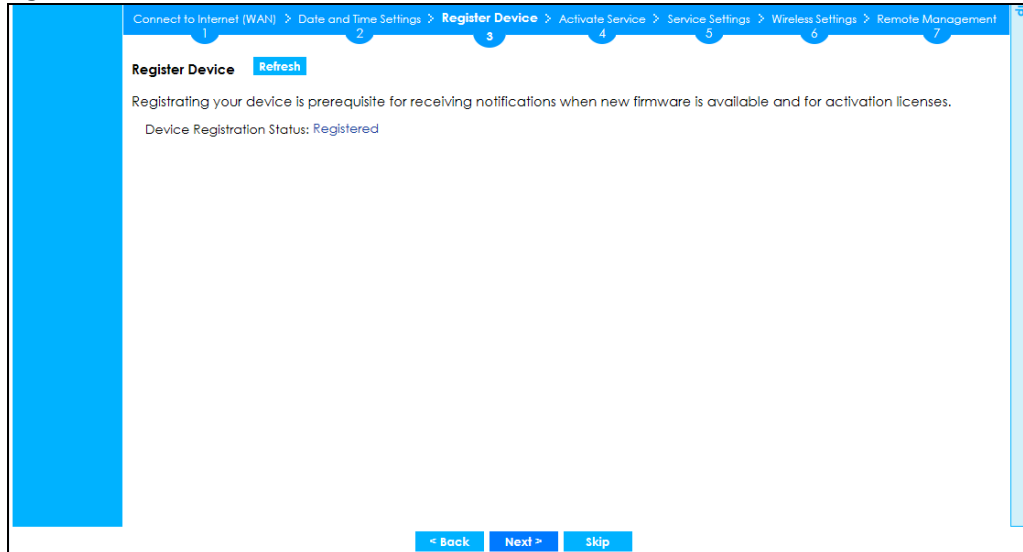 Connect to Internet (WAN) > Date and Time Settings > Register Device > Activate Service > Service Settings > Wireless Settings > Remote Management
1 2 3 4 5 6 7
Register Device Refresh
Registrating your device is prerequisite for receiving notifications when new firmware is available and for activation licenses.
Device Registration Status: Registered
< Back Next > Skip